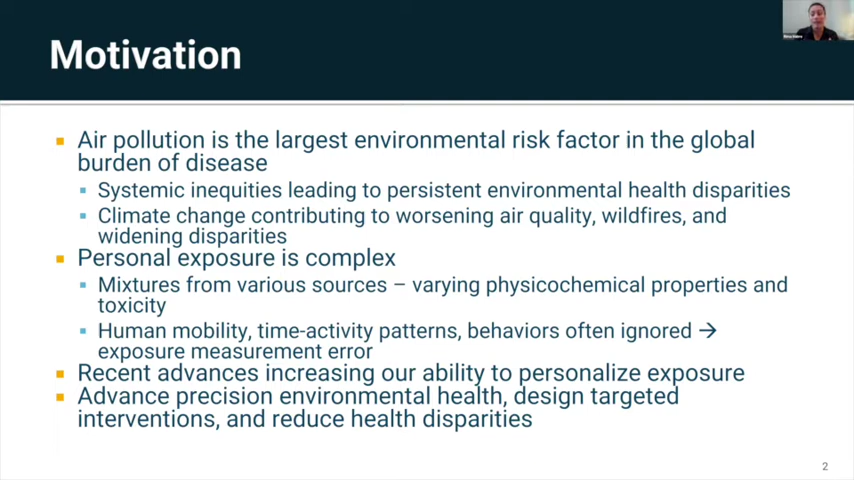 Motivation
Air pollution is the largest environmental risk factor in the global
burden of disease
Systemic inequities leading to persistent environmental health disparities
Climate change contributing to worsening air quality, wildfires, and
widening disparities
Personal exposure is complex
Mixtures from various sources – varying physicochemical properties and
toxicity
Human mobility, time-activity patterns, behaviors often ignored →
exposure measurement error
Recent advances increasing our ability to personalize exposure
Advance precision environmental health, design targeted
interventions, and reduce health disparities
2